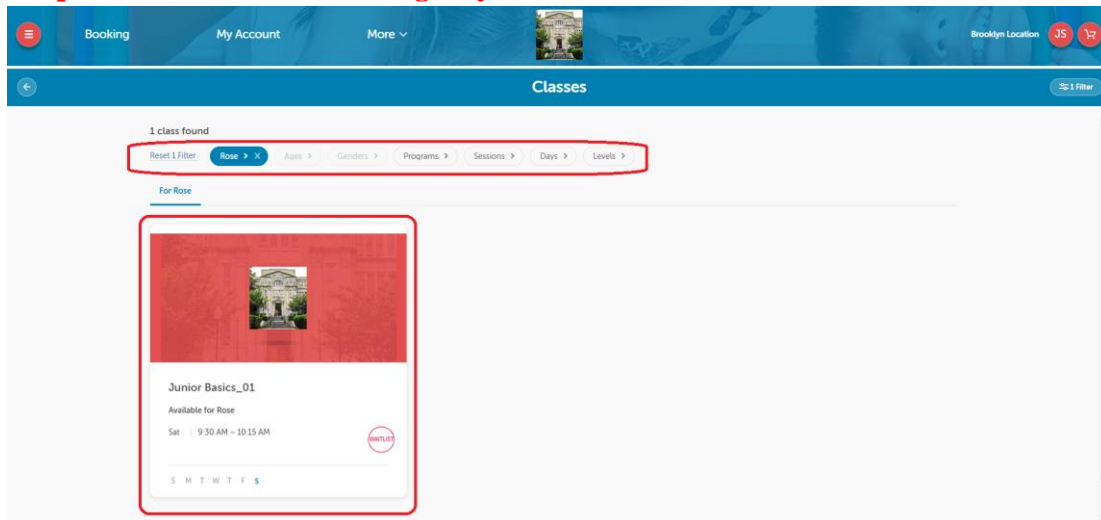 Booking My Account More Brooklyn Location JS
Classes 1 Filter
1 class found
Reset 1 Filter Rose > X Ages > Genders > Programs > Sessions > Days > Levels >
For Rose
Junior Basics_01
Available for Rose
Sat | 9:30 AM – 10:15 AM
WAITLIST
S M T W T F S